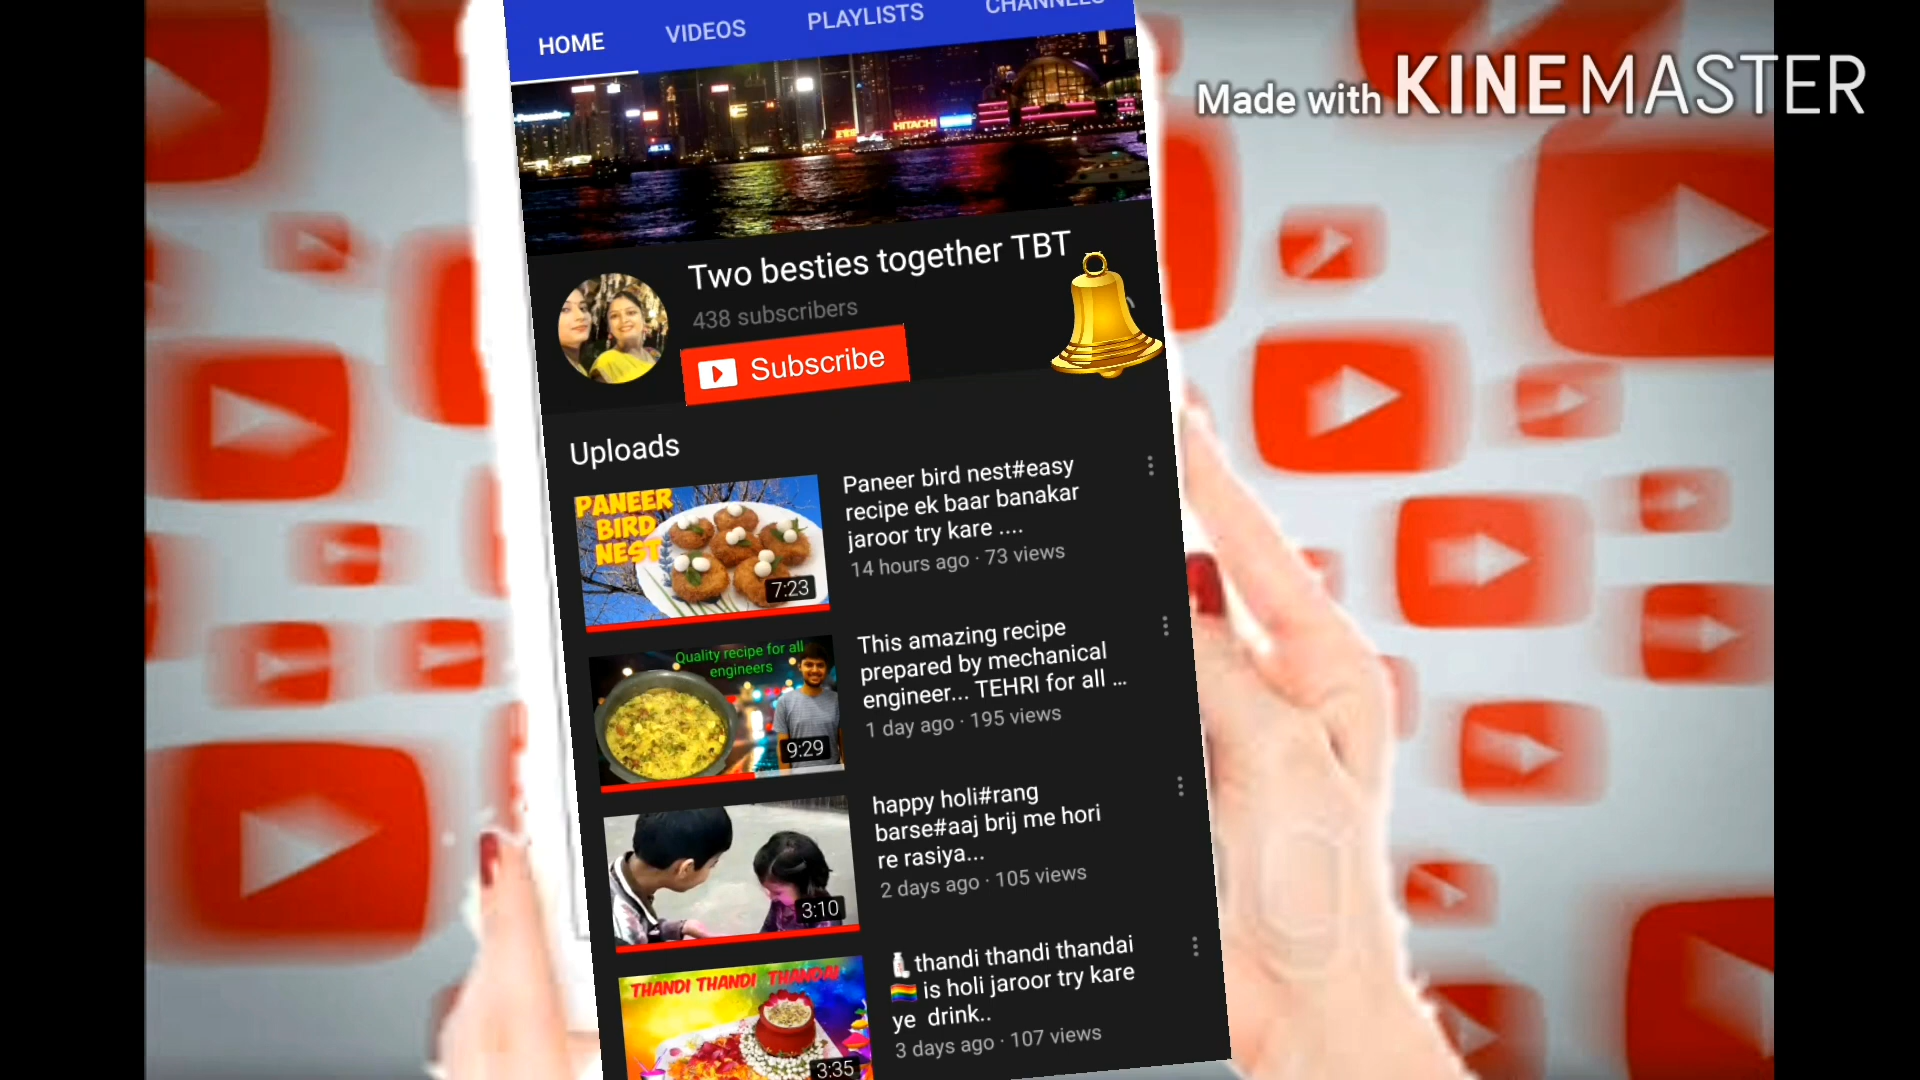 HOME
VIDEOS
PLAYLISTS
CHANNELS
Made with KINEMASTER
Panasonic
HITACHI
Two besties together TBT
438 subscribers
Subscribe
Uploads
PANEER
BIRD
NEST
7:23
Paneer bird nest#easy
recipe ek baar banakar
jaroor try kare ....
14 hours ago · 73 views
Quality recipe for all
engineers
9:29
This amazing recipe
prepared by mechanical
engineer... TEHRI for all ...
1 day ago · 195 views
3:10
happy holi#rang
barse#aaj brij me hori
re rasiya...
2 days ago · 105 views
THANDI THANDI THANDAI
3:35
🧴thandi thandi thandai
🏳️‍🌈 is holi jaroor try kare
ye drink..
3 days ago · 107 views